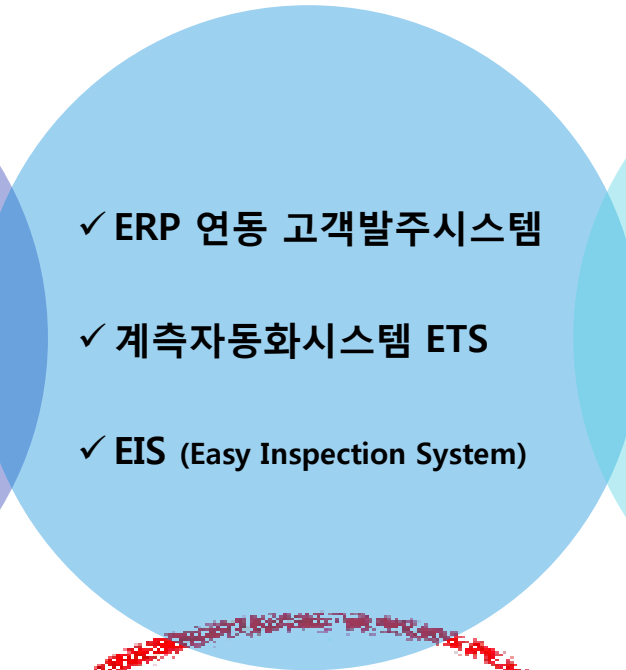 ✓ ERP 연동 고객발주시스템
✓ 계측자동화시스템 ETS
✓ EIS (Easy Inspection System)